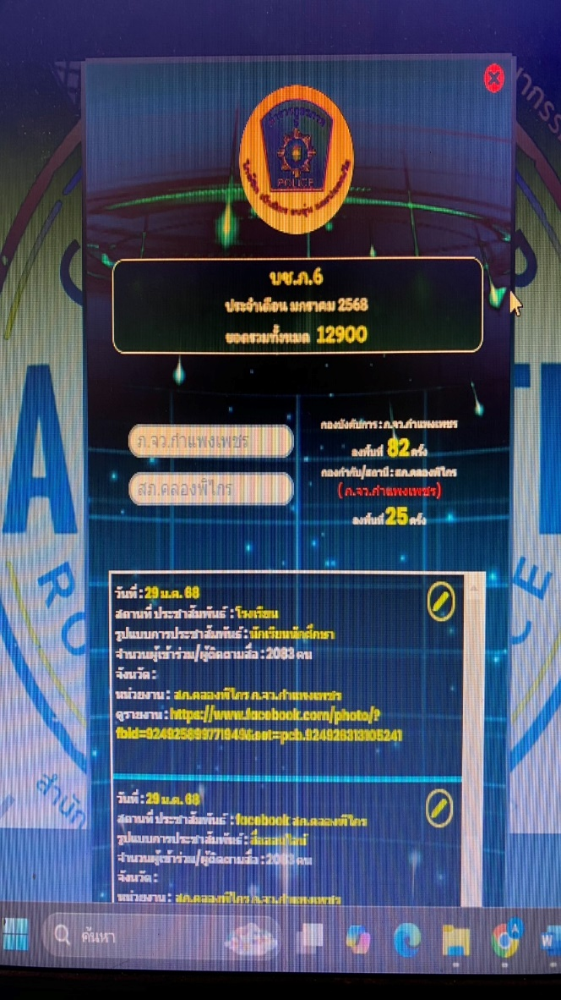 POLICE
บช.ภ.6
ประจำเดือน มกราคม 2568
ยอดรวมทั้งหมด 12900
ภ.จว.กำแพงเพชร
สภ.คลองพิไกร
กองบังคับการ : ภ.จว.กำแพงเพชร
ลงพื้นที่ 82 ครั้ง
กองกำกับ/สถานี : สภ.คลองพิไกร
(ภ.จว.กำแพงเพชร)
ลงพื้นที่ 25 ครั้ง
วันที่ : 29 ม.ค. 68
สถานที่ ประชาสัมพันธ์ : โรงเรียน
รูปแบบการประชาสัมพันธ์ : นักเรียนนักศึกษา
จำนวนผู้เข้าร่วม/ผู้ติดตามสื่อ : 2083 คน
จังหวัด :
หน่วยงาน : สภ.คลองพิไกร ภ.จว.กำแพงเพชร
ดูรายงาน : https://www.facebook.com/photo/?
วันที่ : 29 ม.ค. 68
สถานที่ ประชาสัมพันธ์ : facebook สภ.คลองพิไกร
รูปแบบการประชาสัมพันธ์ : สื่อออนไลน์
จำนวนผู้เข้าร่วม/ผู้ติดตามสื่อ : 2083 คน
จังหวัด :
หน่วยงาน : สภ.คลองพิไกร ภ.จว.กำแพงเพชร
สำนัก
ค้นหา